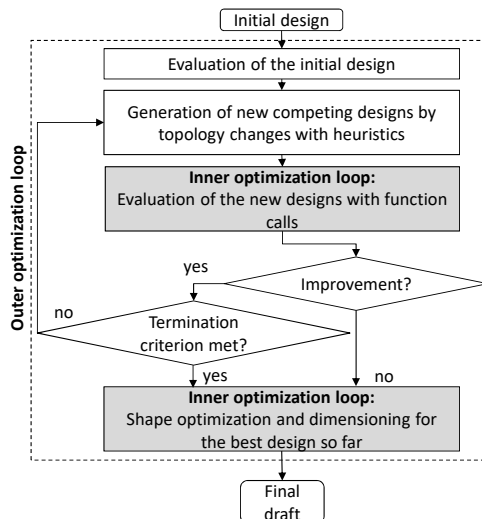 Initial design
Evaluation of the initial design
Generation of new competing designs by
topology changes with heuristics
Inner optimization loop:
Evaluation of the new designs with function
calls
Outer optimization loop
yes
Improvement?
no
Termination
criterion met?
yes
no
Inner optimization loop:
Shape optimization and dimensioning for
the best design so far
Final
draft